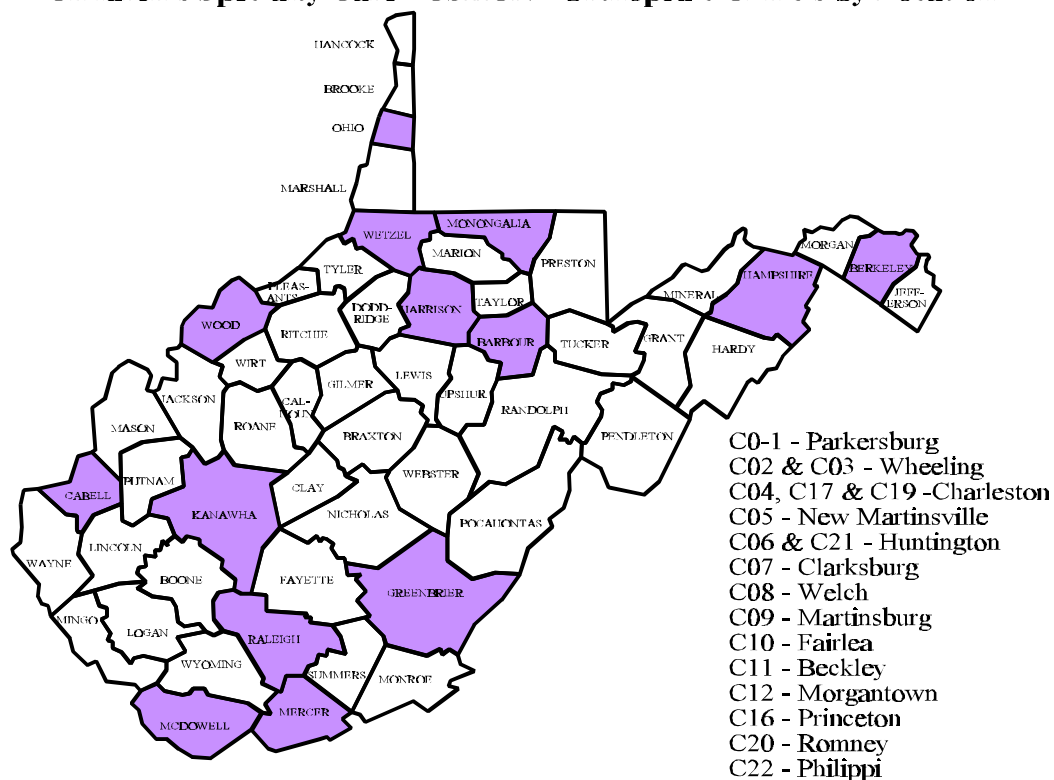 HANCOCK
BROOKE
OHIO
MARSHALL
WETZEL
MONONGALIA
MARION
PRESTON
MORGAN
BERKELEY
JEFF-
ERSON
HAMPSHIRE
MINERAL
TYLER
PLEAS-
ANTS
DODD-
RIDGE
HARRISON
TAYLOR
WOOD
RITCHIE
BARBOUR
TUCKER
GRANT
HARDY
WIRT
LEWIS
GILMER
UPSHUR
JACKSON
CAL-
HOUN
RANDOLPH
ROANE
MASON
BRAXTON
PENDLETON
WEBSTER
PUTNAM
CLAY
CABELL
KANAWHA
NICHOLAS
POCAHONTAS
LINCOLN
WAYNE
BOONE
FAYETTE
GREENBRIER
MINGO
LOGAN
RALEIGH
WYOMING
SUMMERS
MONROE
MERCER
MCDOWELL
C0-1 - Parkersburg
C02 & C03 - Wheeling
C04, C17 & C19 -Charleston
C05 - New Martinsville
C06 & C21 - Huntington
C07 - Clarksburg
C08 - Welch
C09 - Martinsburg
C10 - Fairlea
C11 - Beckley
C12 - Morgantown
C16 - Princeton
C20 - Romney
C22 - Philippi